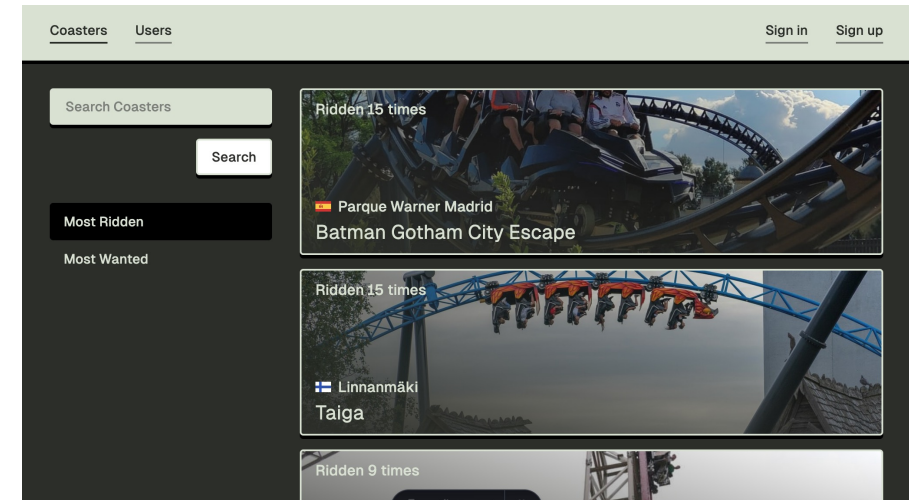 Coasters
Users
Sign in
Sign up
Search Coasters
Search
Most Ridden
Most Wanted
Ridden 15 times
Parque Warner Madrid
Batman Gotham City Escape
Ridden 15 times
Linnanmäki
Taiga
Ridden 9 times